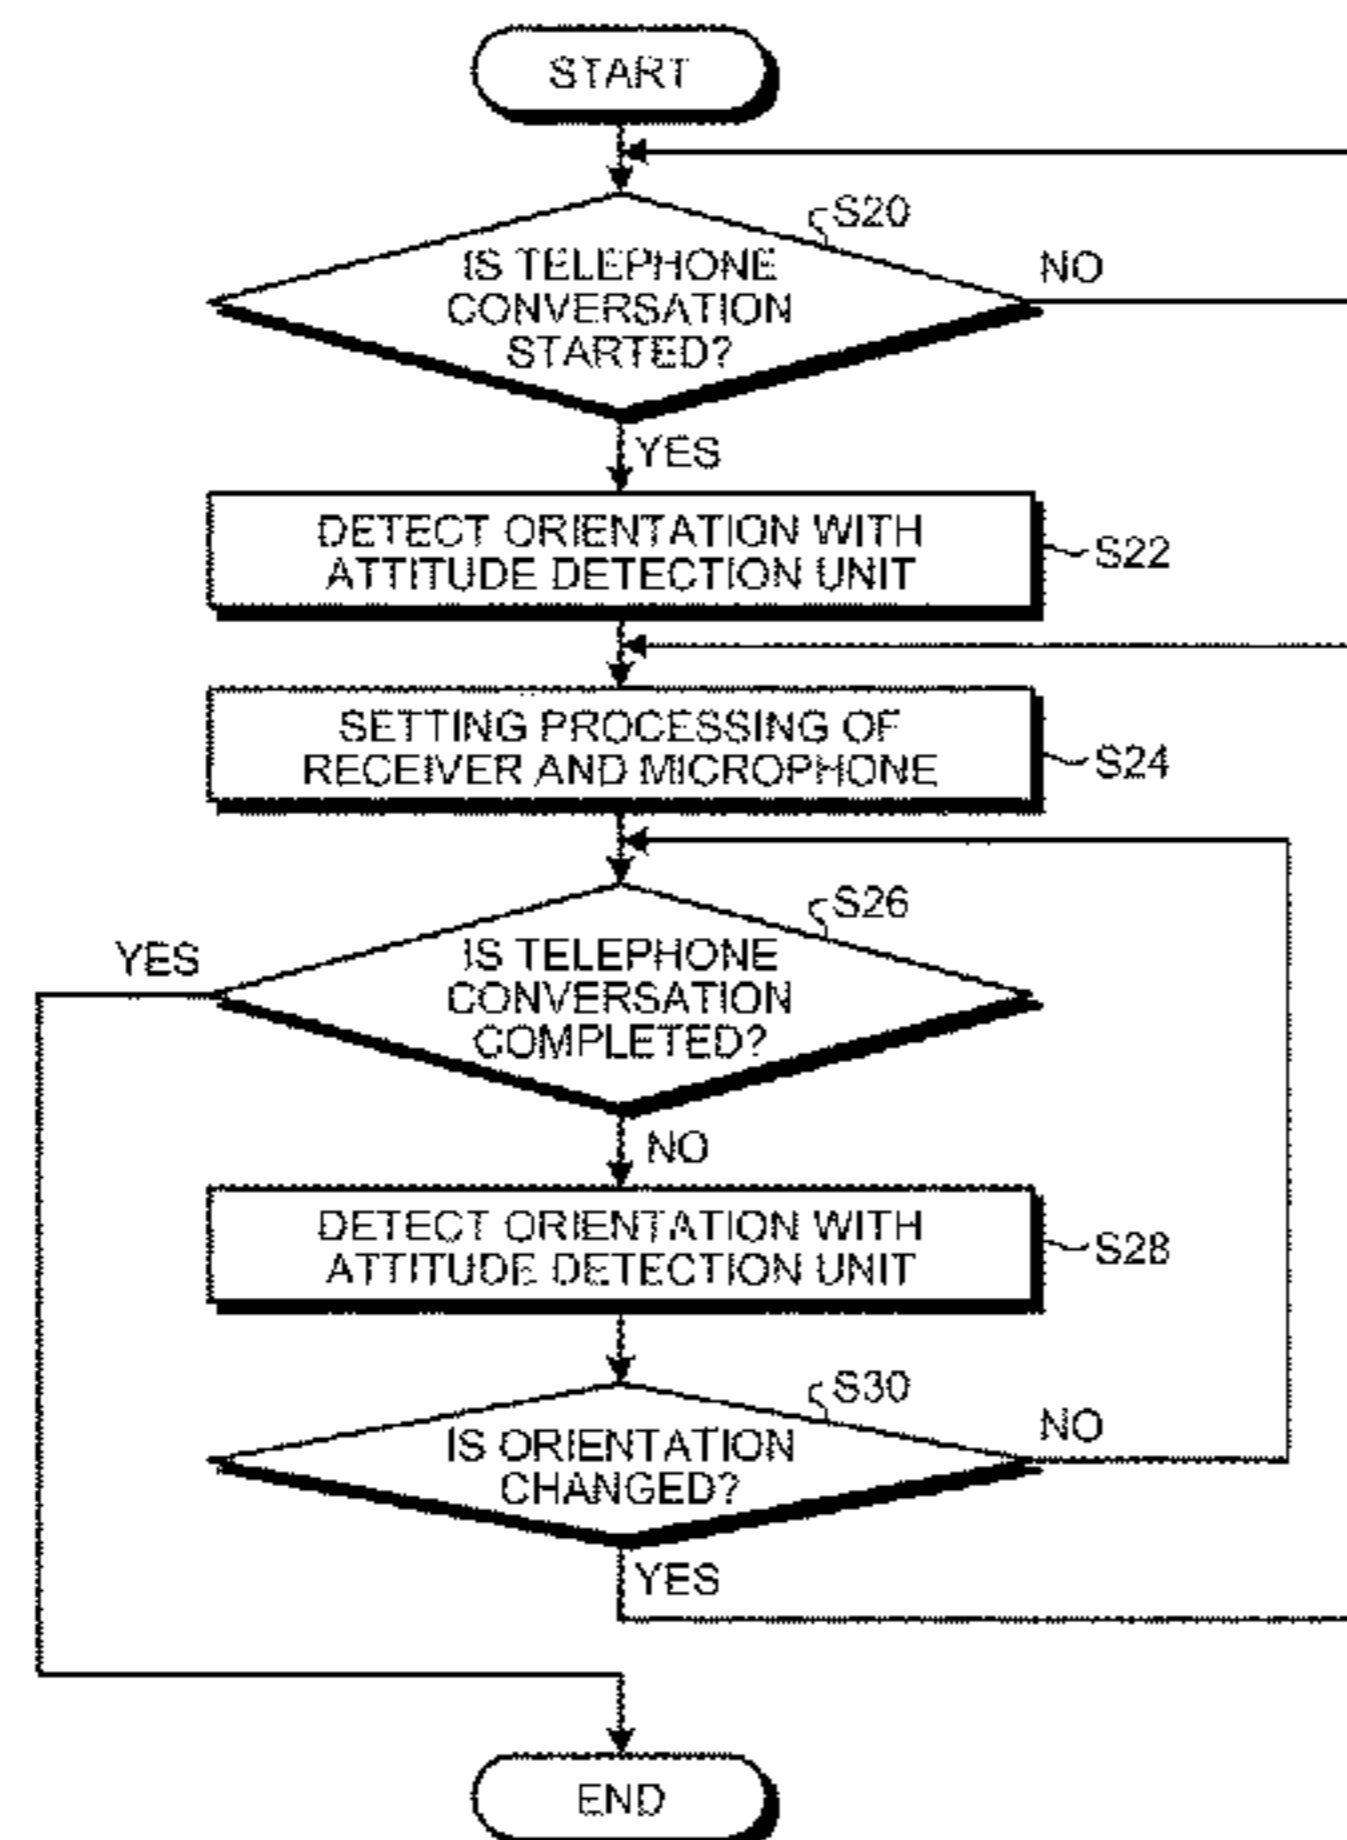 START
S20
IS TELEPHONE
CONVERSATION
STARTED?
NO
YES
DETECT ORIENTATION WITH
ATTITUDE DETECTION UNIT
S22
SETTING PROCESSING OF
RECEIVER AND MICROPHONE
S24
S26
YES
IS TELEPHONE
CONVERSATION
COMPLETED?
NO
DETECT ORIENTATION WITH
ATTITUDE DETECTION UNIT
S28
S30
IS ORIENTATION
CHANGED?
NO
YES
END